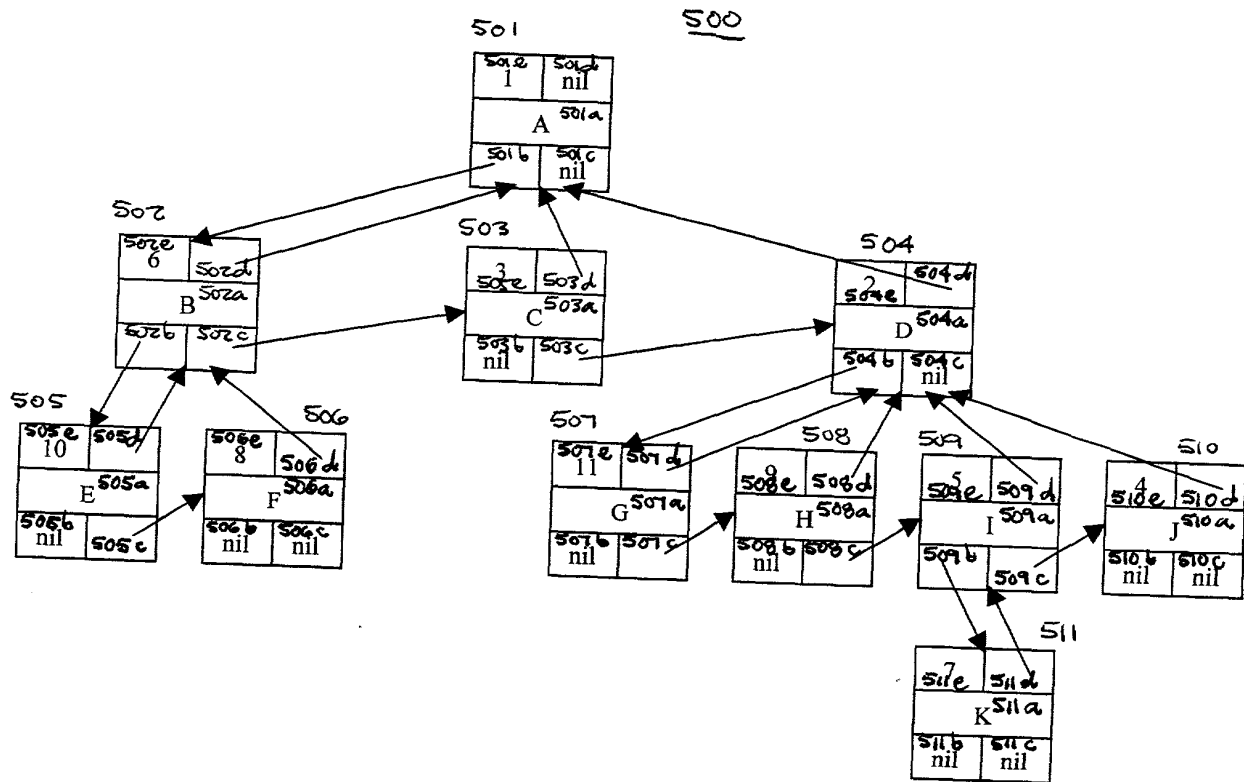 500
501
501e 501d
1 nil
A 501a
501b 501c
nil
502
502e
6 502d
B 502a
502b 502c
503
3
503e 503d
C 503a
503b 503c
nil
504
2 504d
504e
D 504a
504b 504c
nil
505
505e 505d
10
E 505a
505b
nil 505c
506
506e
8 506d
F 506a
506b 506c
nil nil
507
507e 507d
11
G 507a
507b 507c
nil
508
9
508e 508d
H 508a
508b 508c
nil
509
5
509e 509d
I 509a
509b
509c
510
4
510e 510d
J 510a
510b 510c
nil nil
511
7
511e 511d
K 511a
511b 511c
nil nil